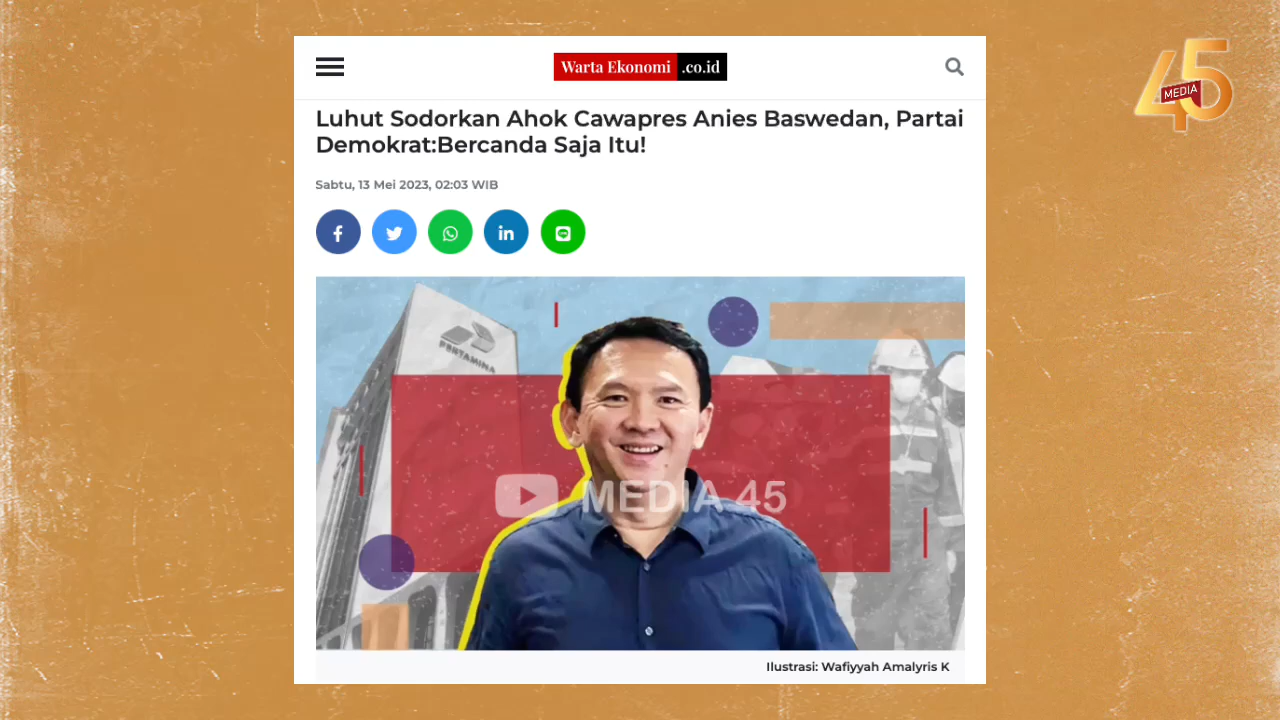 Warta Ekonomi .co.id
45
MEDIA
Luhut Sodorkan Ahok Cawapres Anies Baswedan, Partai
Demokrat:Bercanda Saja Itu!
Sabtu, 13 Mei 2023, 02:03 WIB
PERTAMINA
MEDIA 45
Ilustrasi: Wafiyyah Amalyris K